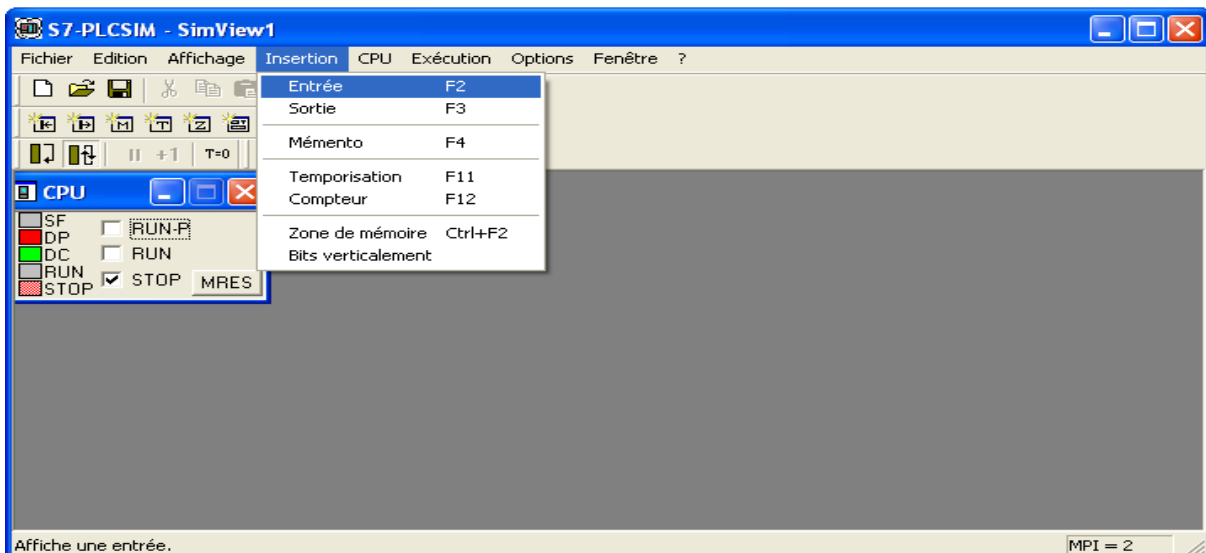 S7-PLCSIM - SimView1
Fichier Edition Affichage Insertion CPU Exécution Options Fenêtre ?
Entrée F2
Sortie F3
Mémento F4
Temporisation F11
Compteur F12
Zone de mémoire Ctrl+F2
Bits verticalement
+1 T=0
CPU
SF
DP
DC
RUN
STOP
RUN-P
RUN
STOP
MRES
Affiche une entrée.
MPI = 2